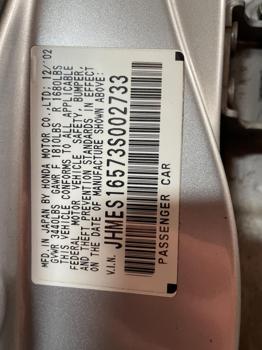 MFD. IN JAPAN BY HONDA MOTOR CO.,LTD; 12/'02
GVWR 3440LBS GAWR F 1810LBS R 1680LBS
THIS VEHICLE CONFORMS TO ALL APPLICABLE
FEDERAL MOTOR VEHICLE SAFETY, BUMPER,
AND THEFT PREVENTION STANDARDS IN EFFECT
ON THE DATE OF MANUFACTURE SHOWN ABOVE.
V.I.N. JHMES16573S002733
PASSENGER CAR